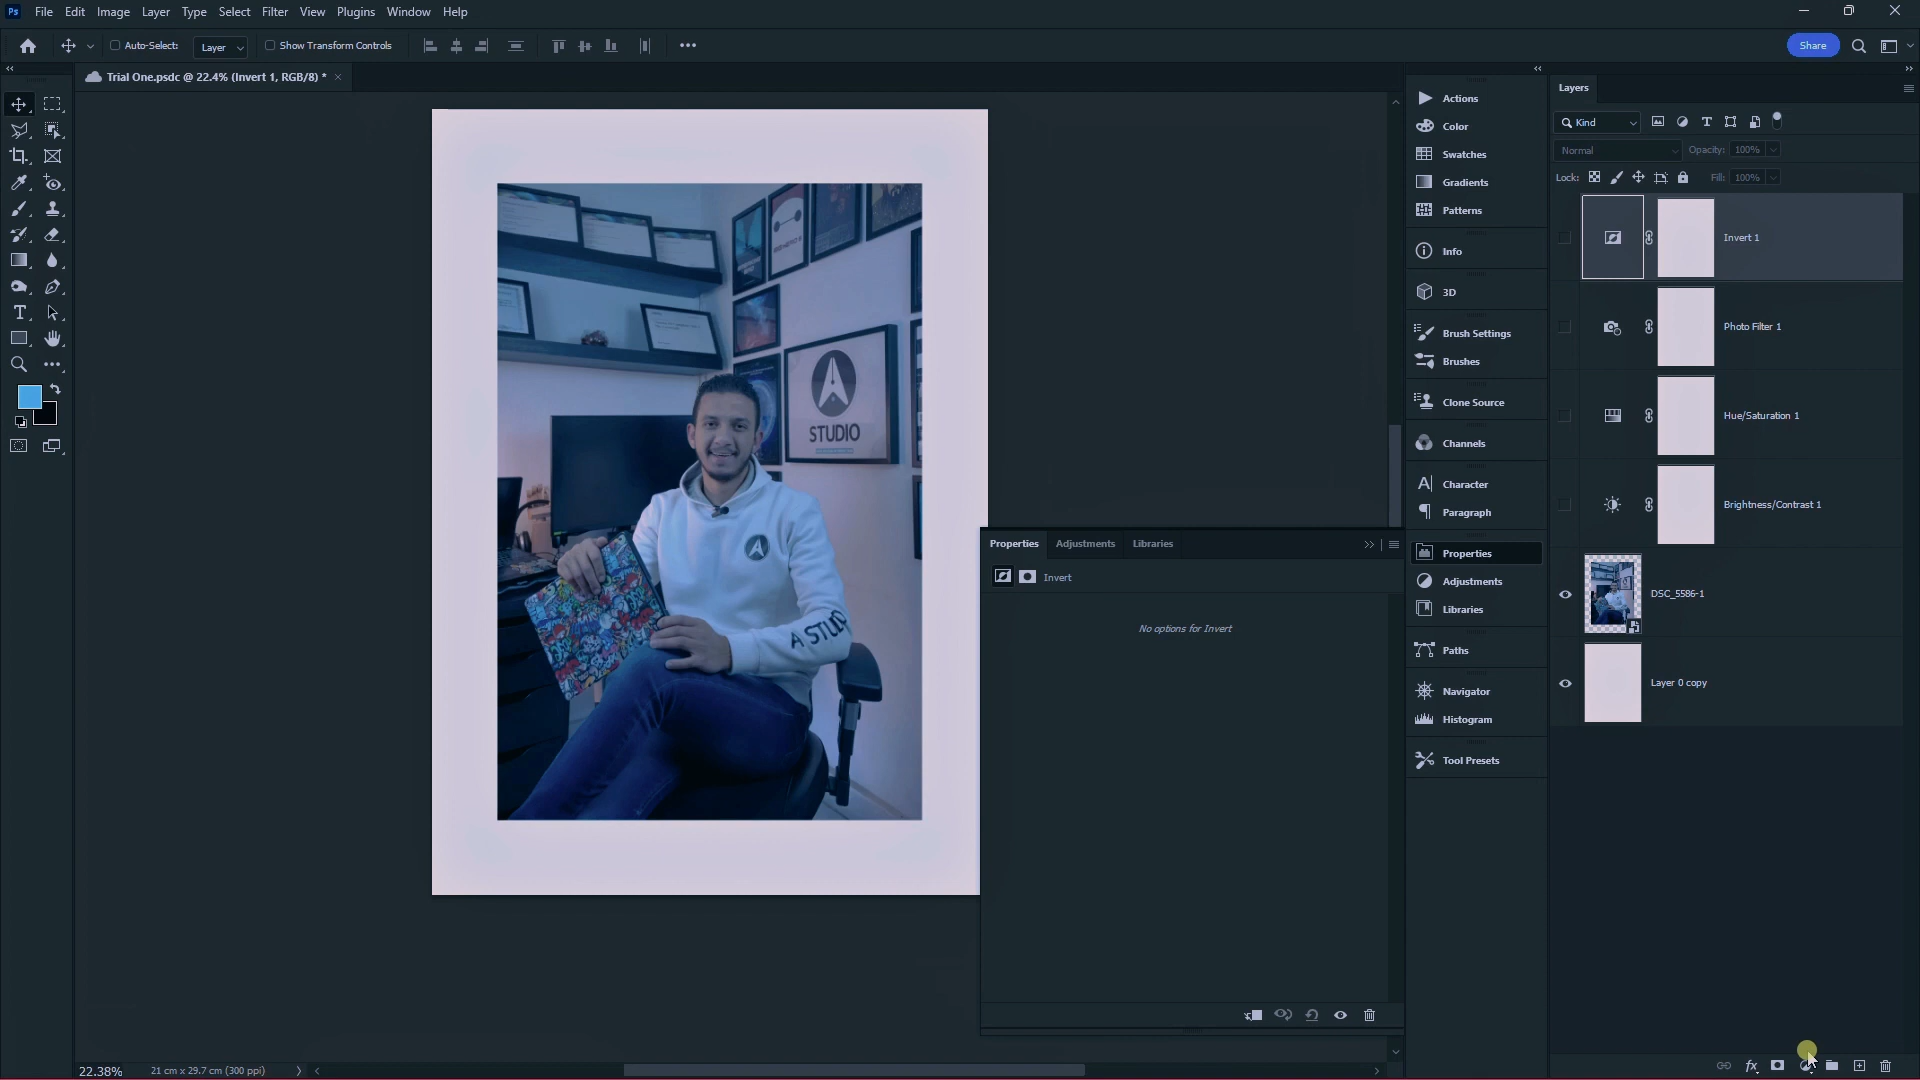 Ps File Edit Image Layer Type Select Filter View Plugins Window Help
Auto-Select: Layer Show Transform Controls Share
Trial One.psdc @ 22.4% (Invert 1, RGB/8) *
STUDIO
A STUD
Actions
Color
Swatches
Gradients
Patterns
Info
3D
Brush Settings
Brushes
Clone Source
Channels
Character
Paragraph
Properties
Adjustments
Libraries
Paths
Navigator
Histogram
Tool Presets
Properties Adjustments Libraries
Invert
No options for Invert
Layers
Kind
Normal Opacity: 100%
Lock: Fill: 100%
Invert 1
Photo Filter 1
Hue/Saturation 1
Brightness/Contrast 1
DSC_5586-1
Layer 0 copy
22.38% 21 cm x 29.7 cm (300 ppi)